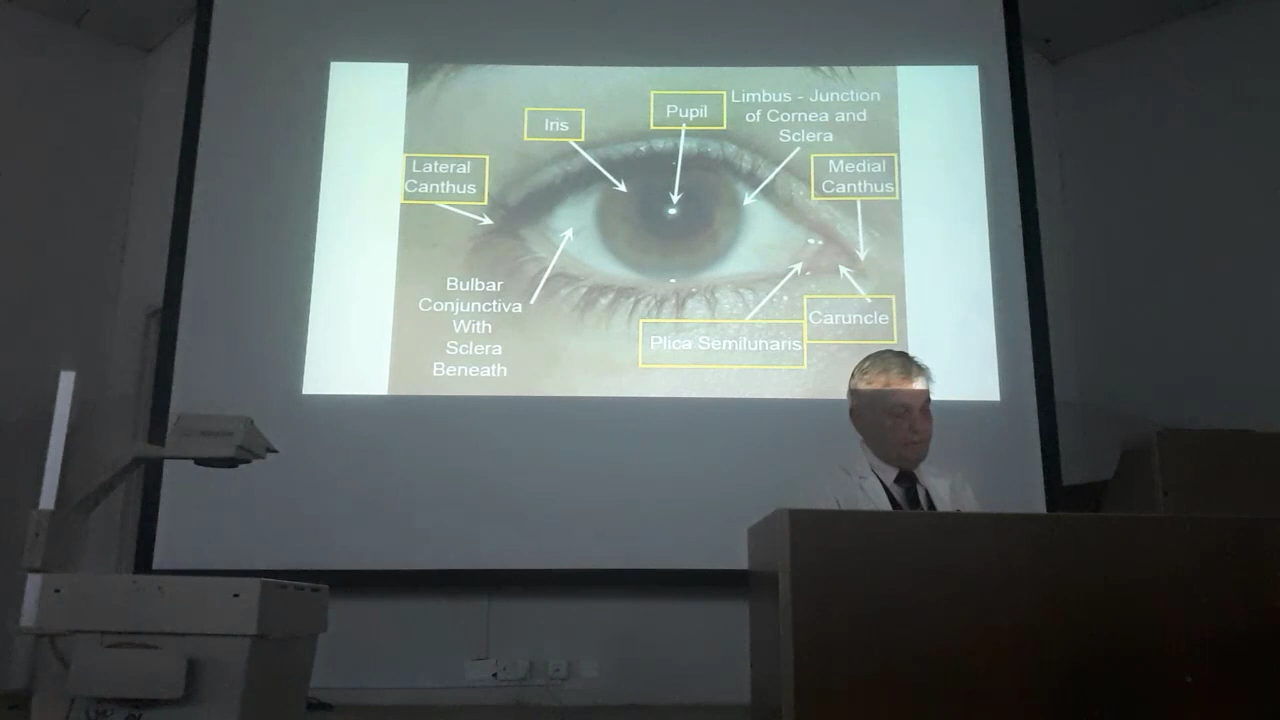 Iris
Pupil
Limbus - Junction
of Cornea and
Sclera
Lateral
Canthus
Medial
Canthus
Bulbar
Conjunctiva
With
Sclera
Beneath
Plica Semilunaris
Caruncle